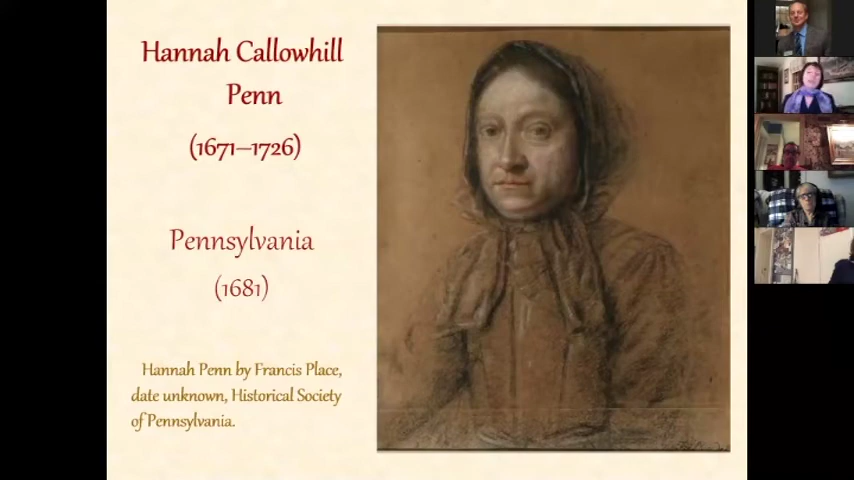 Hannah Callowhill
Penn
(1671–1726)
Pennsylvania
(1681)
Hannah Penn by Francis Place,
date unknown, Historical Society
of Pennsylvania.